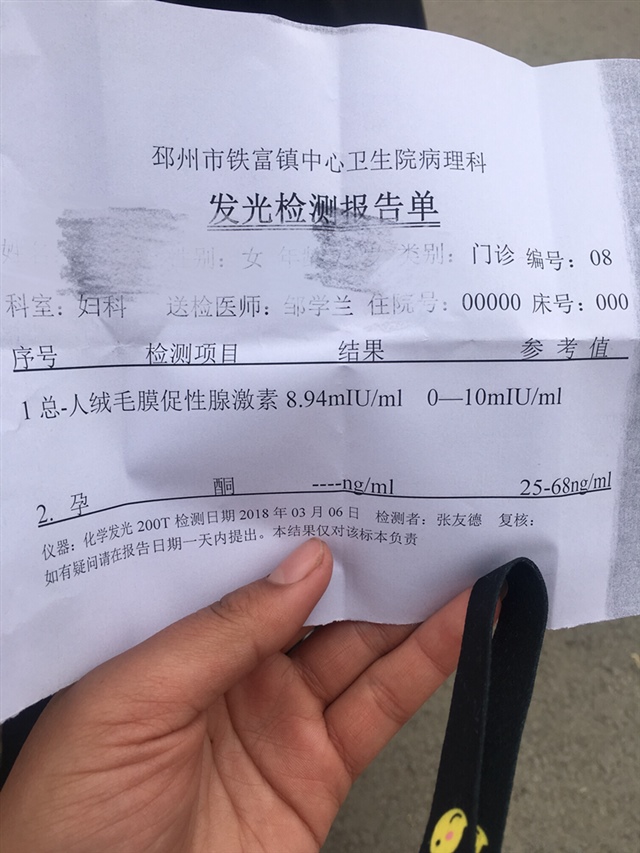 邳州市铁富镇中心卫生院病理科
发光检测报告单
姓 别: 女 年 类别: 门诊 编号: 08
科室: 妇科 送检医师: 邹学兰 住院号: 00000 床号: 000
序号 检测项目 结果 参考值
1 总-人绒毛膜促性腺激素 8.94mIU/ml 0—10mIU/ml
2. 孕 酮 ----ng/ml 25-68ng/ml
仪器: 化学发光 200T 检测日期 2018 年 03 月 06 日 检测者: 张友德 复核:
如有疑问请在报告日期一天内提出。本结果仅对该标本负责